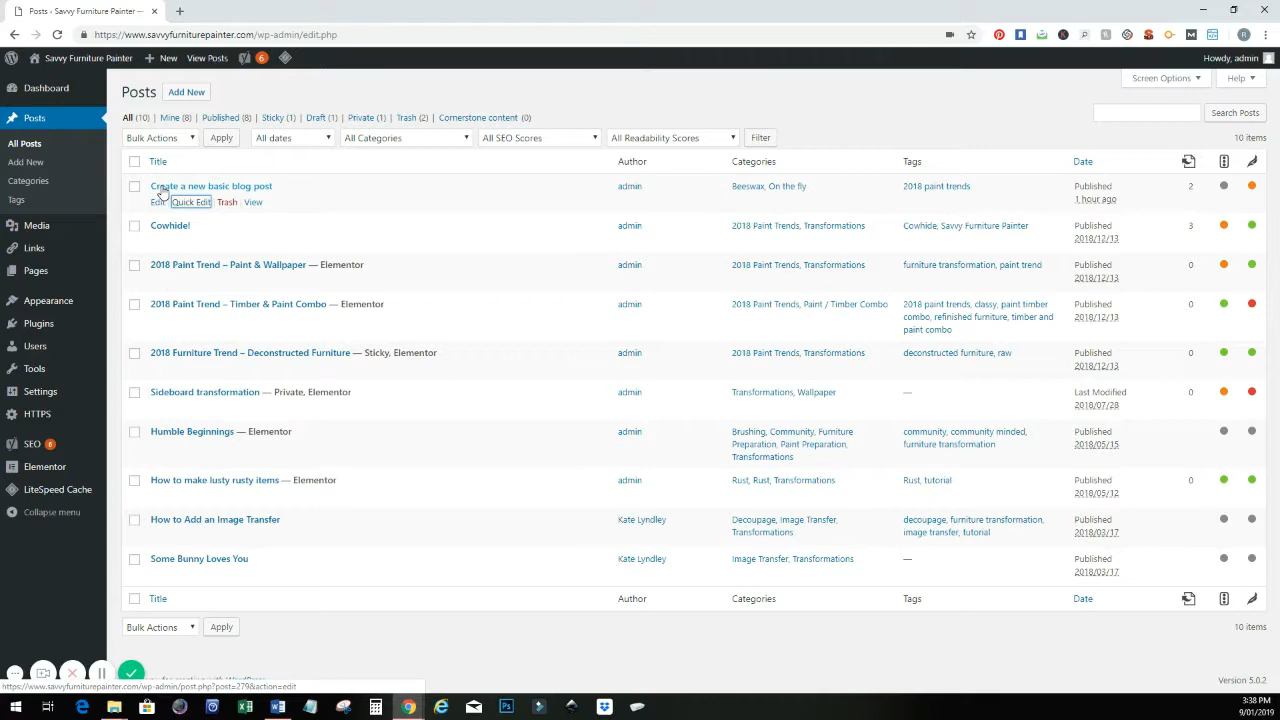 Posts ‹ Savvy Furniture Painter —
https://www.savvyfurniturepainter.com/wp-admin/edit.php
Savvy Furniture Painter New View Posts 6 Howdy, admin
Dashboard
Posts
All Posts
Add New
Categories
Tags
Media
Links
Pages
Appearance
Plugins
Users
Tools
Settings
HTTPS
SEO 6
Elementor
LiteSpeed Cache
Collapse menu
Screen Options Help
Posts Add New
All (10) | Mine (8) | Published (8) | Sticky (1) | Draft (1) | Private (1) | Trash (2) | Cornerstone content (0)
Search Posts
Bulk Actions Apply All dates All Categories All SEO Scores All Readability Scores Filter
10 items
Title Author Categories Tags Date
Create a new basic blog post admin Beeswax, On the fly 2018 paint trends Published 2
Edit | Quick Edit | Trash | View 1 hour ago
Cowhide! admin 2018 Paint Trends, Transformations Cowhide, Savvy Furniture Painter Published 3
2018/12/13
2018 Paint Trend – Paint & Wallpaper — Elementor admin 2018 Paint Trends, Transformations furniture transformation, paint trend Published 0
2018/12/13
2018 Paint Trend – Timber & Paint Combo — Elementor admin 2018 Paint Trends, Paint / Timber Combo 2018 paint trends, classy, paint timber Published 0
combo, refinished furniture, timber and 2018/12/13
paint combo
2018 Furniture Trend – Deconstructed Furniture — Sticky, Elementor admin 2018 Paint Trends, Transformations deconstructed furniture, raw Published 0
2018/12/13
Sideboard transformation — Private, Elementor admin Transformations, Wallpaper — Last Modified 0
2018/07/28
Humble Beginnings — Elementor admin Brushing, Community, Furniture community, community minded, Published
Preparation, Paint Preparation, furniture transformation 2018/05/15
Transformations
How to make lusty rusty items — Elementor admin Rust, Rust, Transformations Rust, tutorial Published 0
2018/05/12
How to Add an Image Transfer Kate Lyndley Decoupage, Image Transfer, decoupage, furniture transformation, Published
Transformations image transfer, tutorial 2018/03/17
Some Bunny Loves You Kate Lyndley Image Transfer, Transformations — Published
2018/03/17
Title Author Categories Tags Date
Bulk Actions Apply 10 items
Version 5.0.2
https://www.savvyfurniturepainter.com/wp-admin/post.php?post=279&action=edit
3:38 PM
9/01/2019